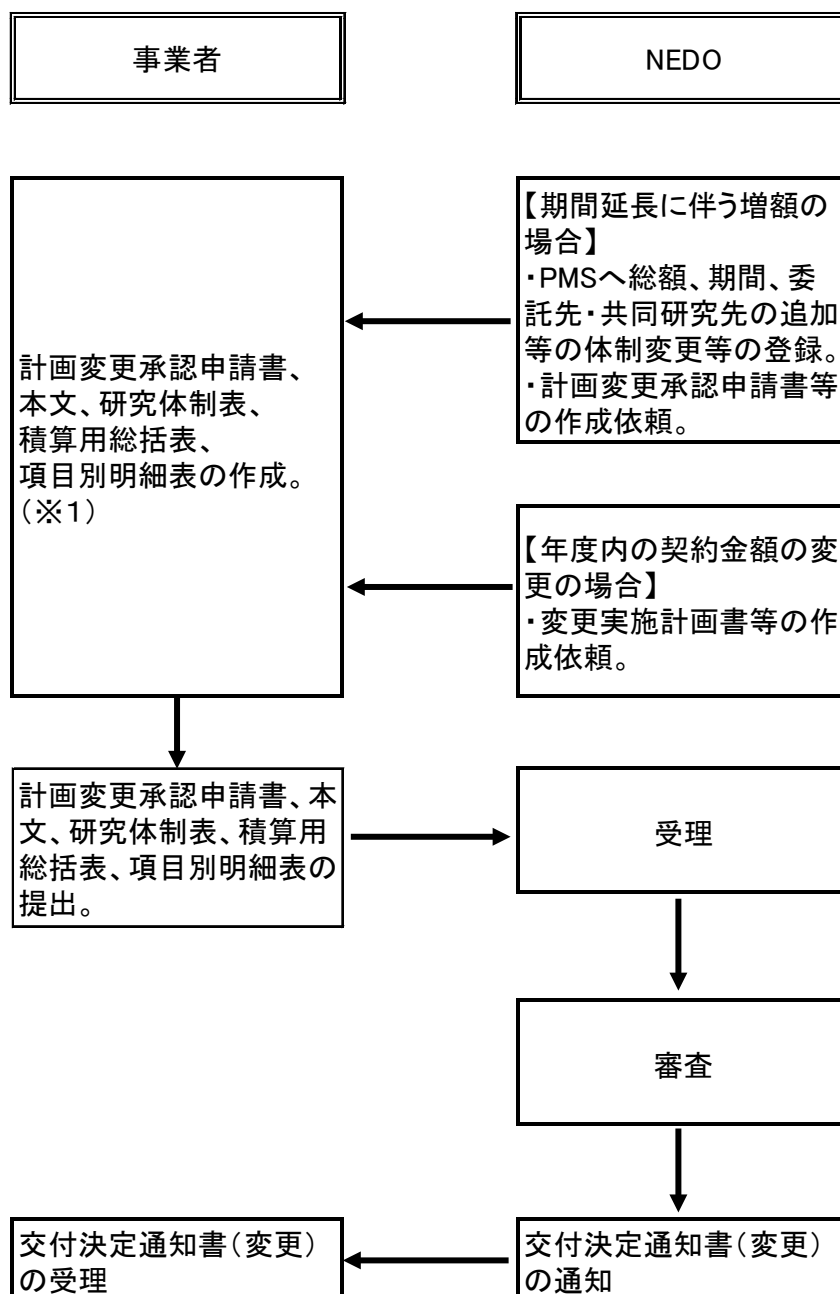 事業者
NEDO
【期間延長に伴う増額の
場合】
・PMSへ総額、期間、委
託先・共同研究先の追加
等の体制変更等の登録。
・計画変更承認申請書等
の作成依頼。
計画変更承認申請書、
本文、研究体制表、
積算用総括表、
項目別明細表の作成。
（※１）
【年度内の契約金額の変
更の場合】
・変更実施計画書等の作
成依頼。
計画変更承認申請書、本
文、研究体制表、積算用
総括表、項目別明細表の
提出。
受理
審査
交付決定通知書（変更）
の通知
交付決定通知書（変更）
の受理